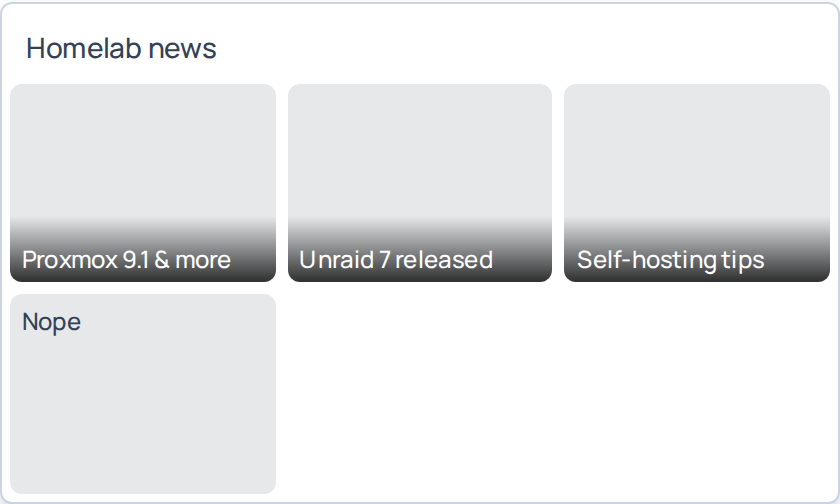 Homelab news
Proxmox 9.1 & more
Unraid 7 released
Self-hosting tips
Nope